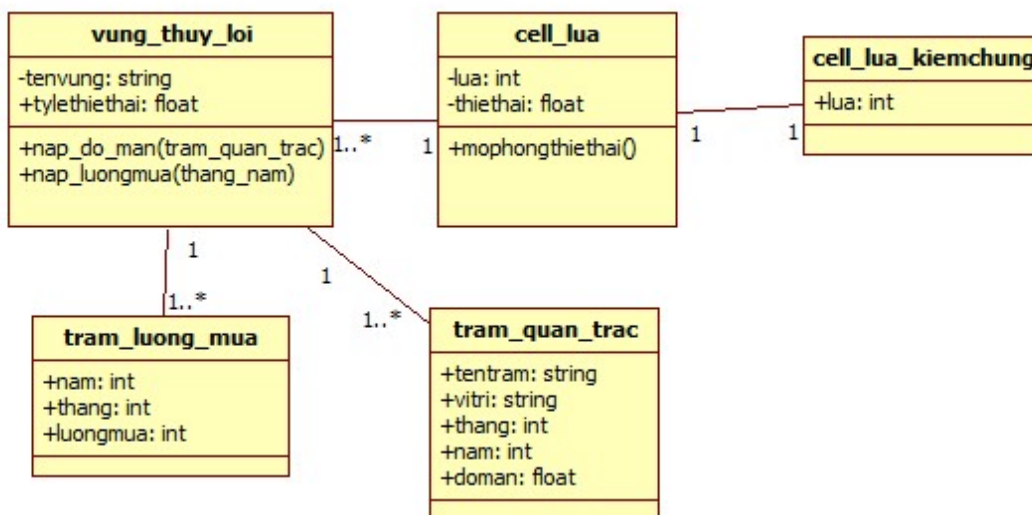 vung_thuy_loi
-tenvung: string
+tylethiethai: float
+nap_do_man(tram_quan_trac)
+nap_luongmua(thang_nam)
1..*
1
cell_lua
-lua: int
-thiethai: float
+mophongthiethai()
1
1
cell_lua_kiemchung
+lua: int
1
1..*
1
1..*
tram_luong_mua
+nam: int
+thang: int
+luongmua: int
tram_quan_trac
+tentram: string
+vitri: string
+thang: int
+nam: int
+doman: float